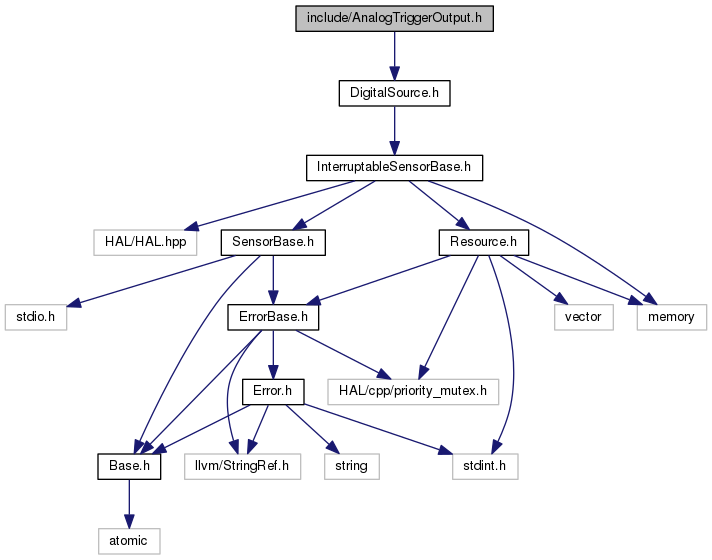 include/AnalogTriggerOutput.h
DigitalSource.h
InterruptableSensorBase.h
HAL/HAL.hpp
SensorBase.h
Resource.h
stdio.h
ErrorBase.h
vector
memory
Error.h
HAL/cpp/priority_mutex.h
Base.h
llvm/StringRef.h
string
stdint.h
atomic